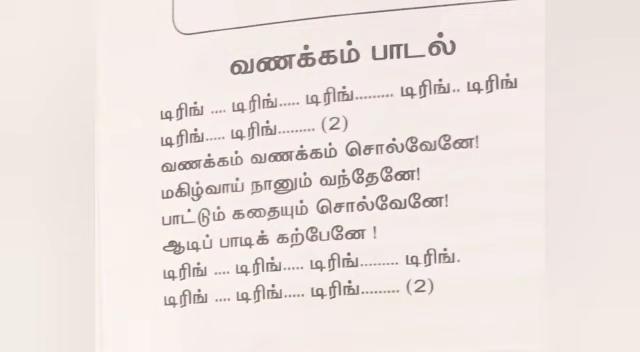 வணக்கம் பாடல்
டிரிங் .... டிரிங்..... டிரிங்......... டிரிங்.. டிரிங்
டிரிங்..... டிரிங்......... (2)
வணக்கம் வணக்கம் சொல்வேனே!
மகிழ்வாய் நானும் வந்தேனே!
பாட்டும் கதையும் சொல்வேனே!
ஆடிப் பாடிக் கற்பேனே !
டிரிங் .... டிரிங்..... டிரிங்......... டிரிங்.
டிரிங் .... டிரிங்..... டிரிங்......... (2)